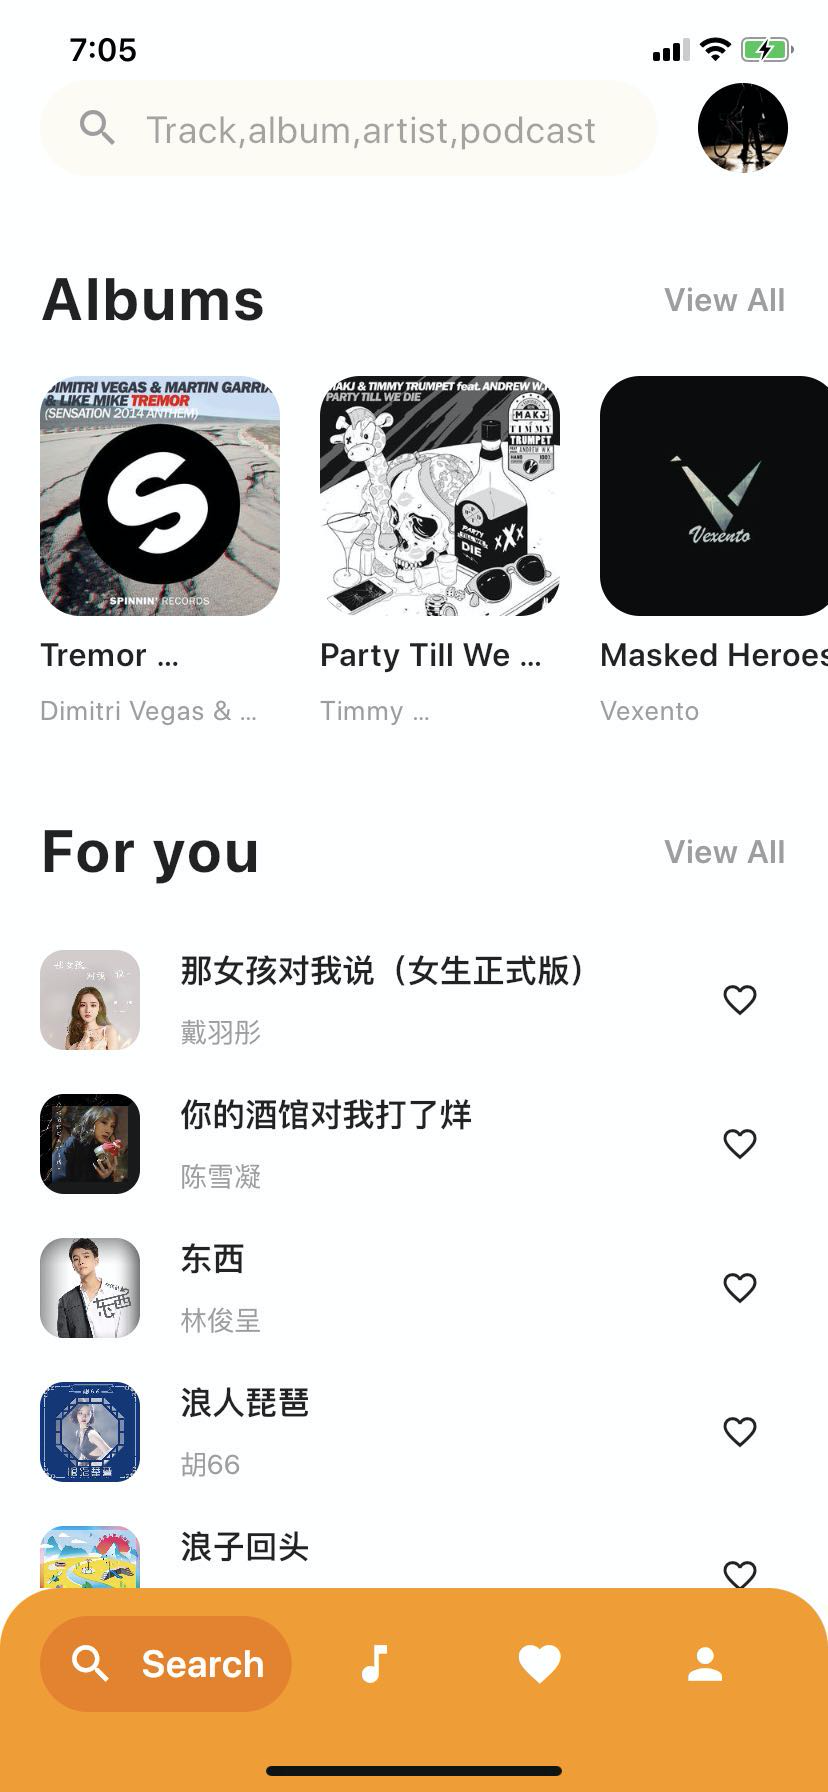 7:05
Track,album,artist,podcast
Albums
View All
DIMITRI VEGAS & MARTIN GARRIX
& LIKE MIKE TREMOR
(SENSATION 2014 ANTHEM)
SPINNIN' RECORDS
MAKJ & TIMMY TRUMPET feat. ANDREW W.K.
PARTY TILL WE DIE
MAKJ
TIMMY
TRUMPET
PARTY
TILL WE
DIE
XXX
Vexento
Tremor ...
Party Till We ...
Masked Heroes
Dimitri Vegas & ...
Timmy ...
Vexento
For you
View All
那女孩对我说（女生正式版）
戴羽彤
你的酒馆对我打了烊
陈雪凝
东西
东西
林俊呈
浪人琵琶
胡66
浪子回头
Search